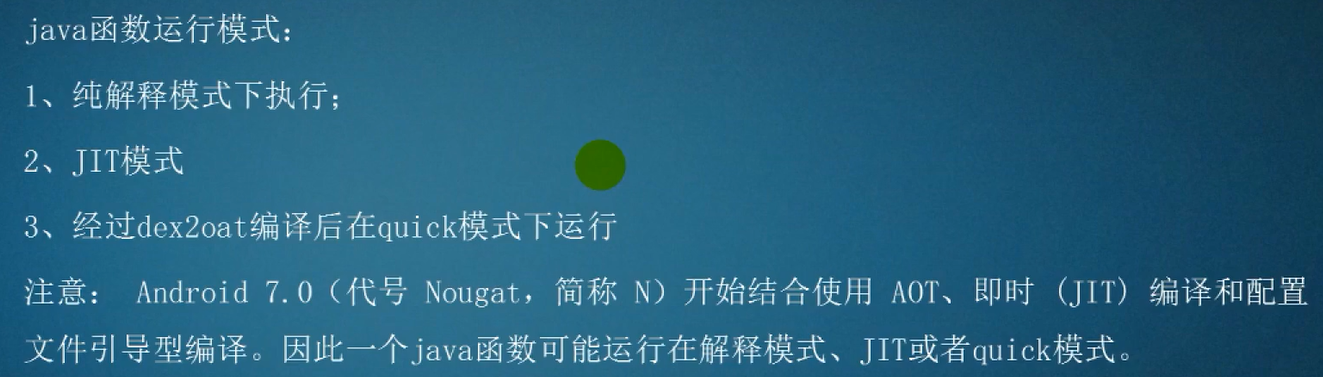 java函数运行模式：
1、纯解释模式下执行；
2、JIT模式
3、经过dex2oat编译后在quick模式下运行
注意： Android 7.0（代号 Nougat，简称 N）开始结合使用 AOT、即时 (JIT) 编译和配置
文件引导型编译。因此一个java函数可能运行在解释模式、JIT或者quick模式。